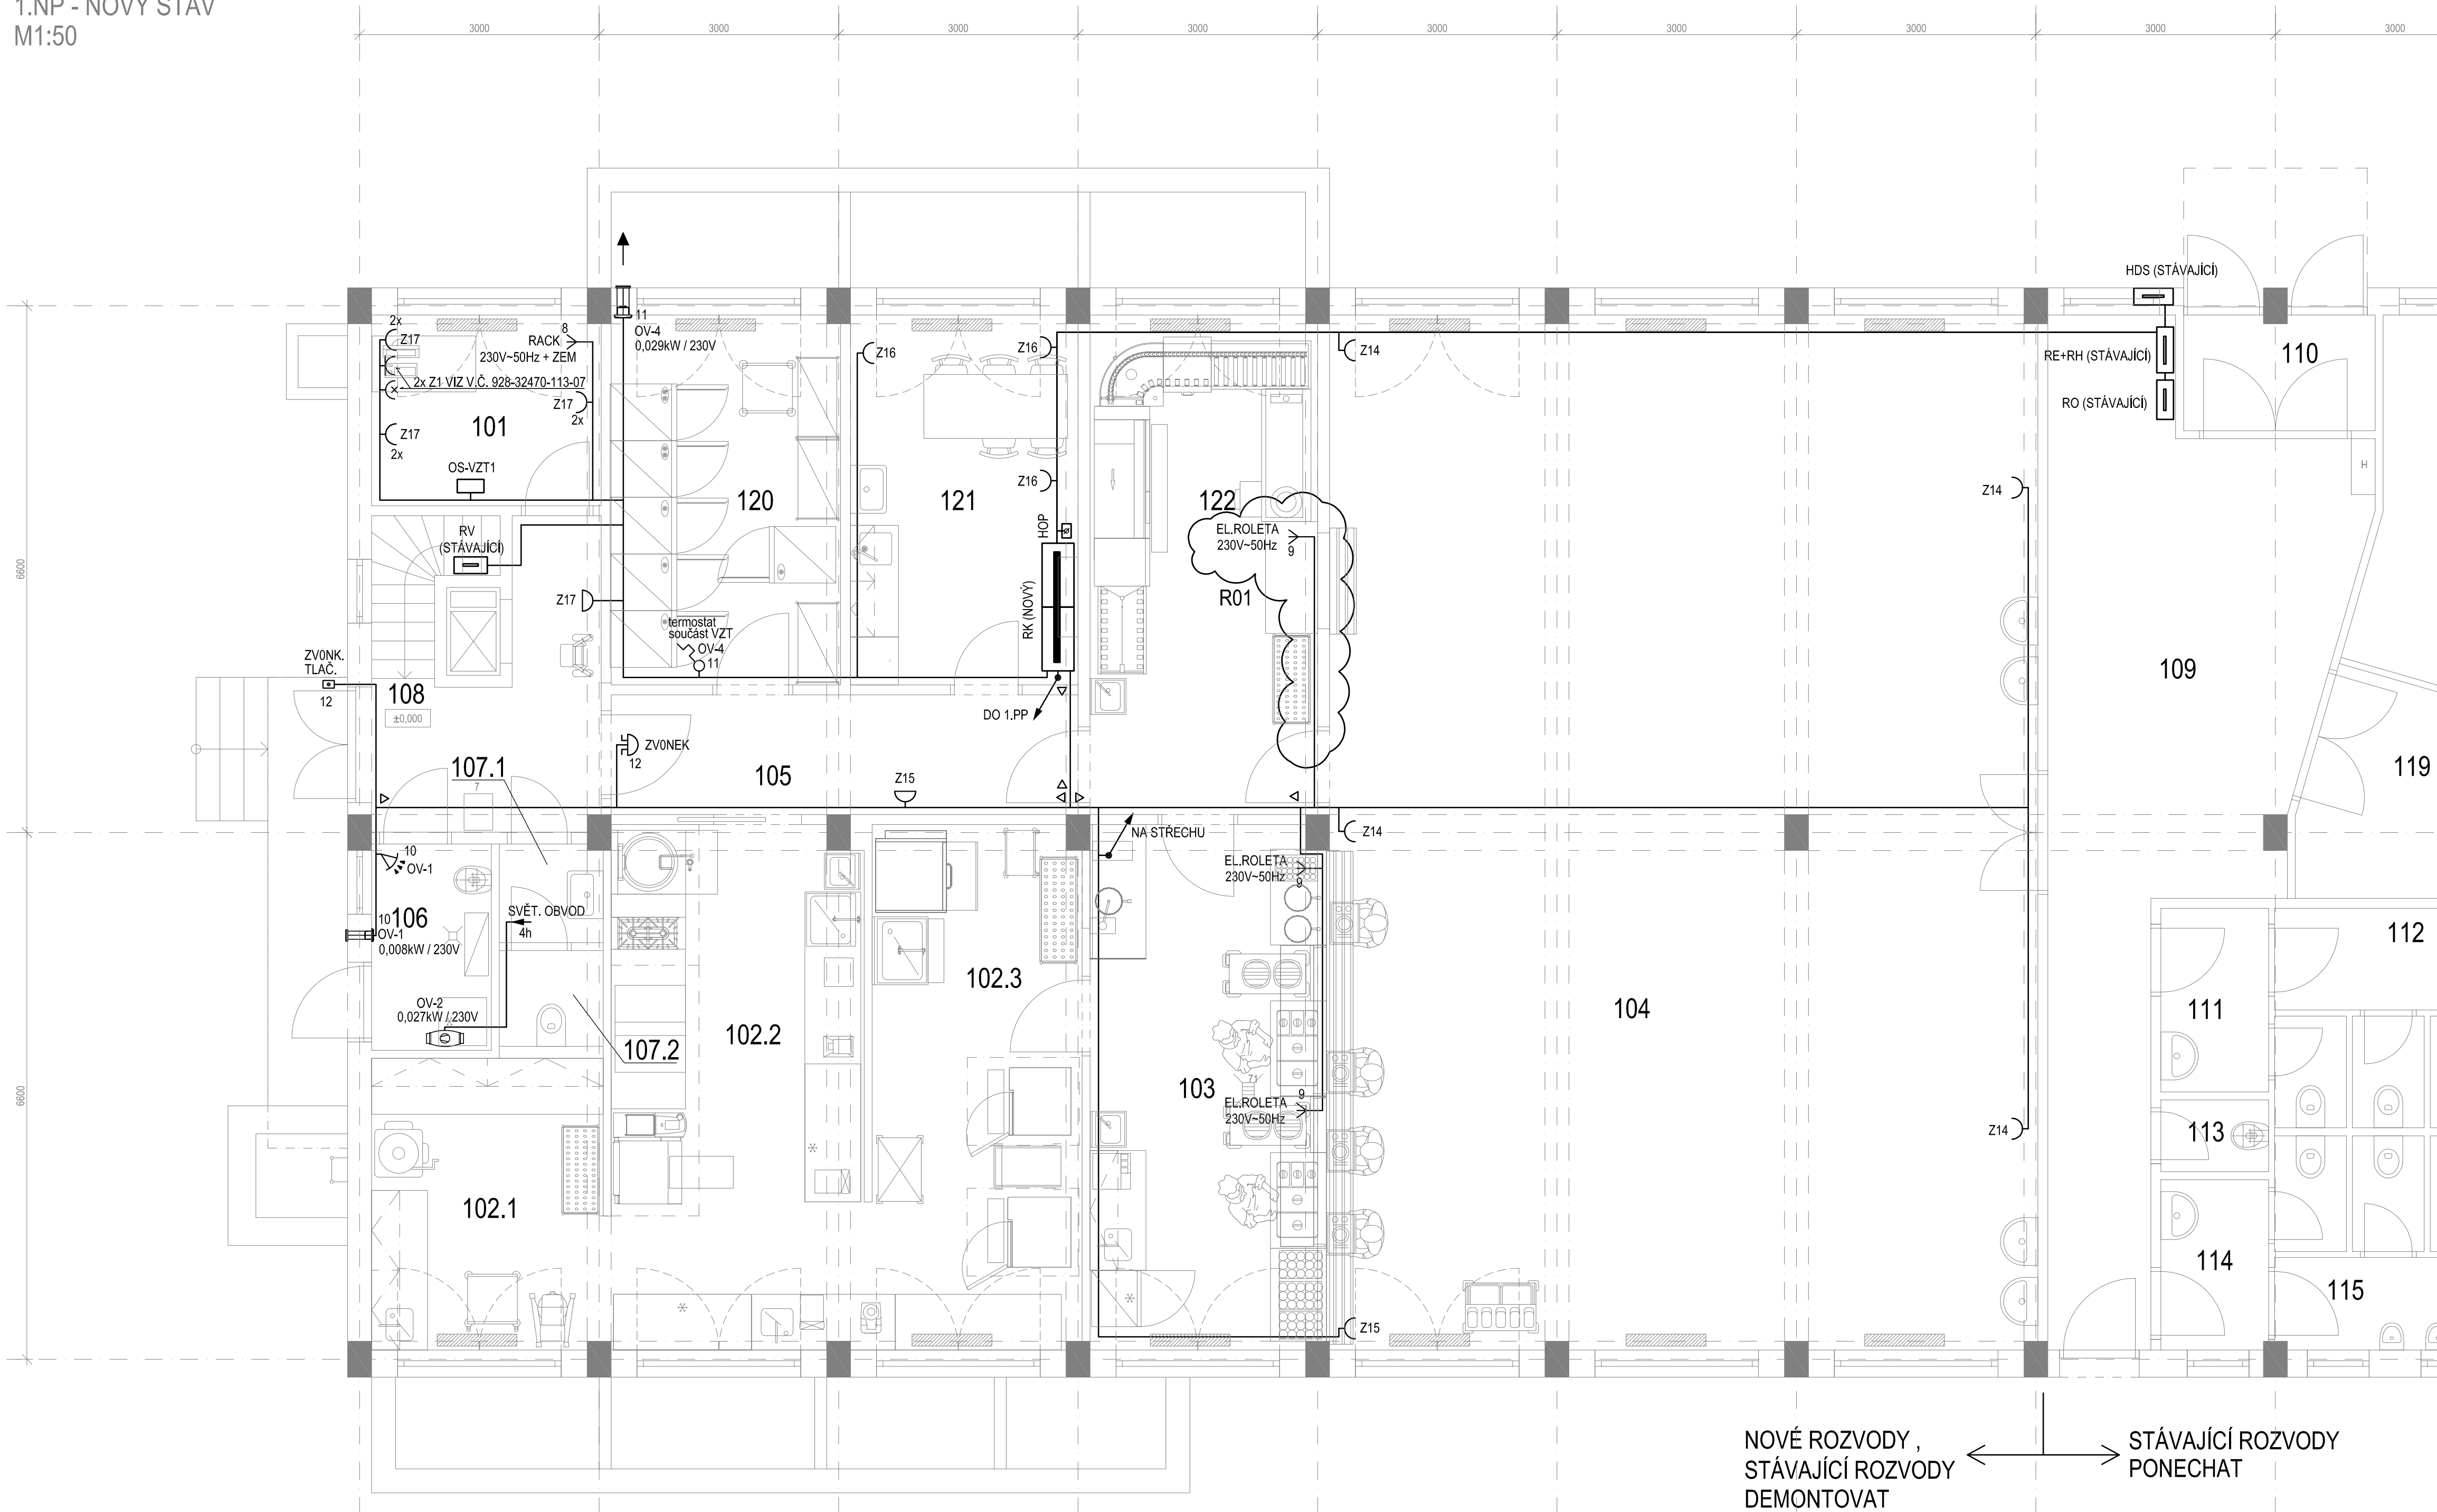 1.NP - NOVÝ STAV
M1:50
3000
3000
3000
3000
3000
3000
3000
3000
3000
6600
6600
HDS (STÁVAJÍCÍ)
RE+RH (STÁVAJÍCÍ)
RO (STÁVAJÍCÍ)
110
H
2x
Z17
8
RACK
230V~50Hz + ZEM
2x Z1 VIZ V.Č. 928-32470-113-07
Z17
2x
101
Z17
2x
OS-VZT1
11
OV-4
0,029kW / 230V
Z16
Z16
Z14
Z16
120
121
122
HOP
RK (NOVÝ)
EL.ROLETA
230V~50Hz
9
R01
Z14
RV
(STÁVAJÍCÍ)
Z17
termostat
součást VZT
OV-4
11
ZV0NK.
TLAČ.
12
108
±0,000
DO 1.PP
109
ZV0NEK
12
107.1
7
105
Z15
119
NA STŘECHU
Z14
10
OV-1
EL.ROLETA
230V~50Hz
9
10
106
OV-1
0,008kW / 230V
SVĚT. OBVOD
4h
112
102.3
OV-2
0,027kW / 230V
107.2
102.2
104
111
103
71
9
EL.ROLETA
230V~50Hz
Z14
113
102.1
114
115
Z15
NOVÉ ROZVODY ,
STÁVAJÍCÍ ROZVODY
DEMONTOVAT
STÁVAJÍCÍ ROZVODY
PONECHAT